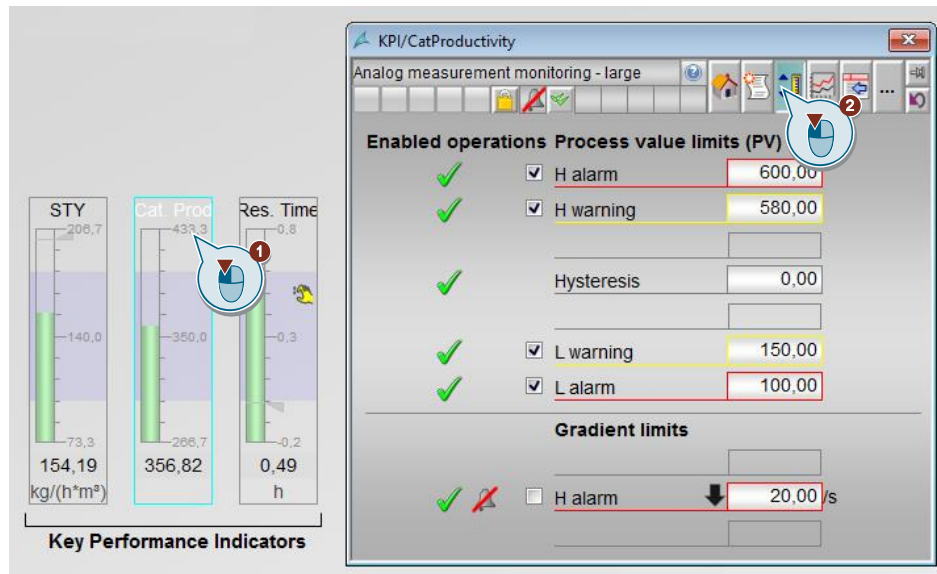 KPI/CatProductivity
Analog measurement monitoring - large
...
2
Enabled operations Process value limits (PV)
H alarm 600,00
H warning 580,00
Hysteresis 0,00
L warning 150,00
L alarm 100,00
Gradient limits
H alarm 20,00 /s
STY Cat. Prod Res. Time
206,7 433,3 0,8
1
140,0 350,0 0,3
73,3 266,7 -0,2
154,19 356,82 0,49
kg/(h*m³) h
Key Performance Indicators